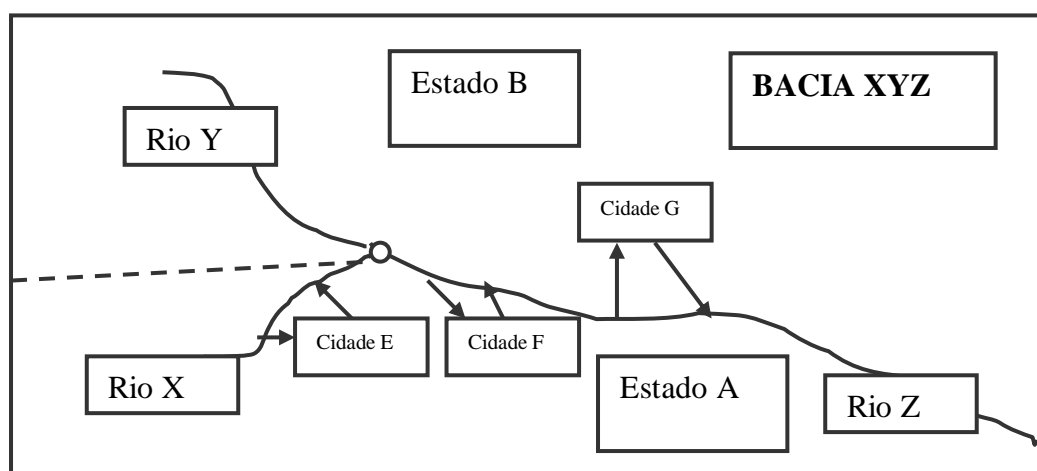 Estado B
BACIA XYZ
Rio Y
Cidade G
Cidade E
Cidade F
Rio X
Estado A
Rio Z